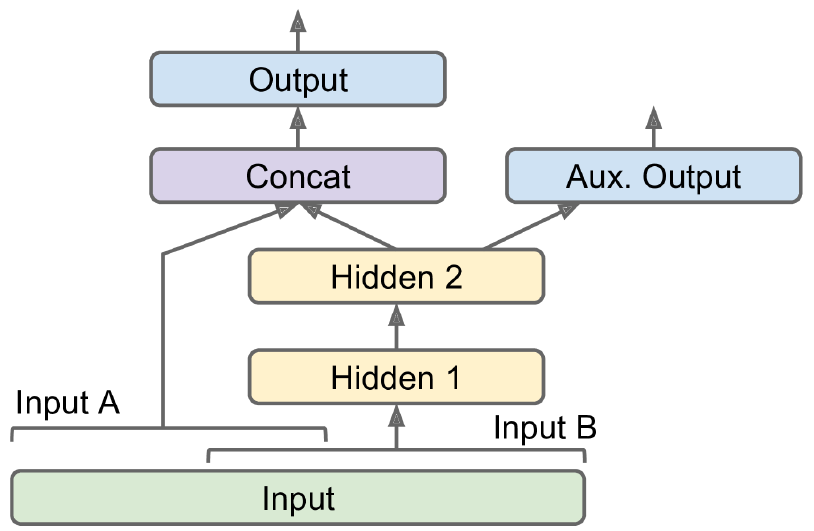 Output
Concat
Aux. Output
Hidden 2
Hidden 1
Input A
Input B
Input